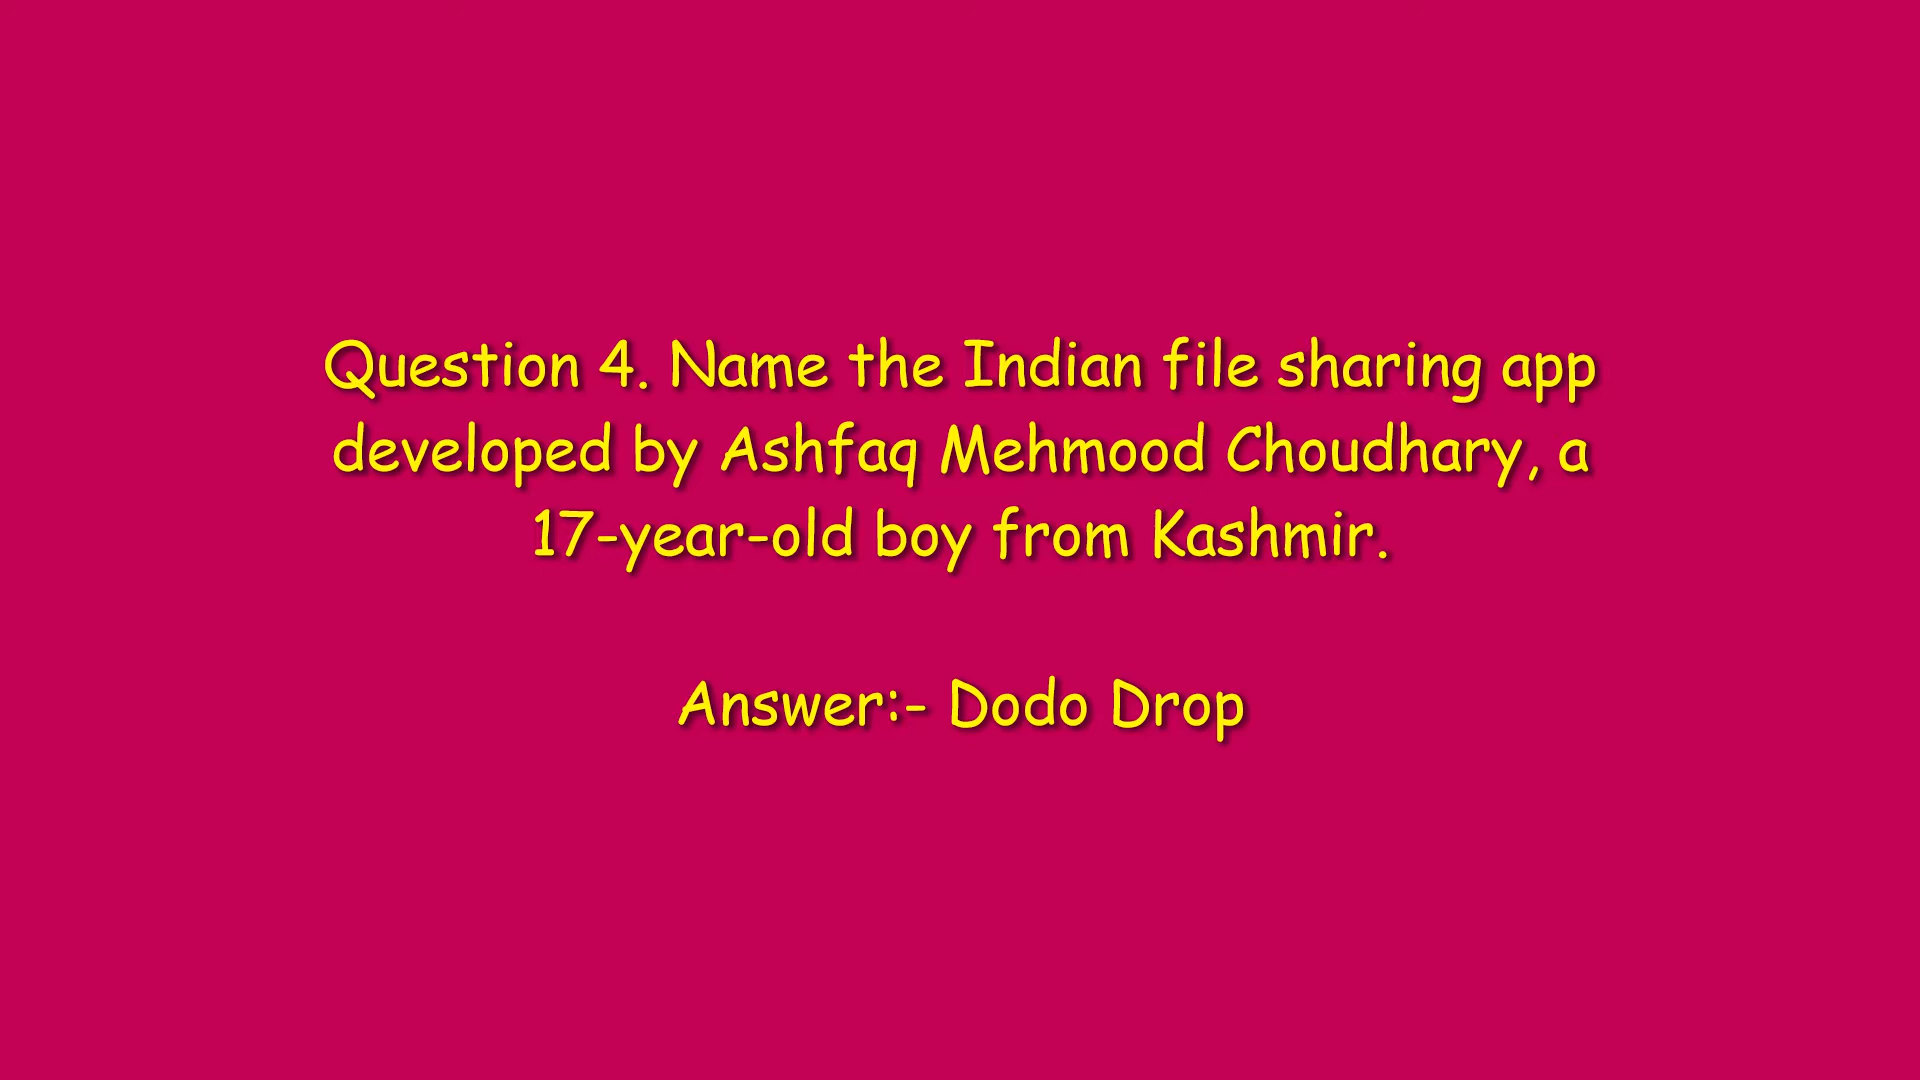 Question 4. Name the Indian file sharing app
developed by Ashfaq Mehmood Choudhary, a
17-year-old boy from Kashmir.
Answer:- Dodo Drop